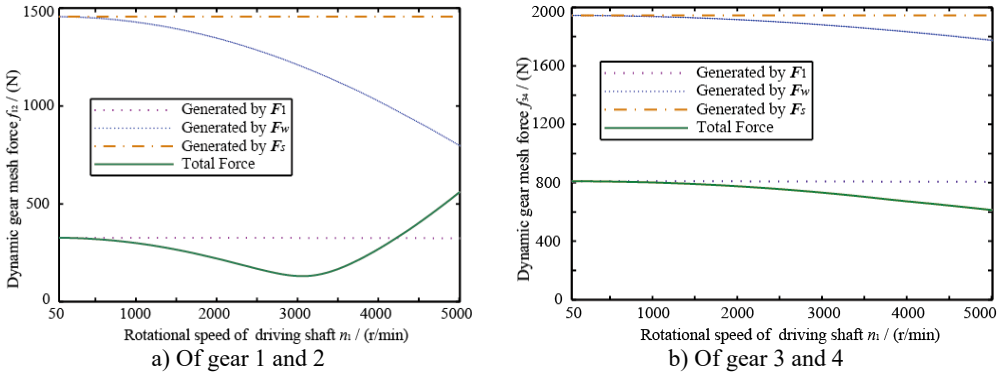 1500
1000
500
0
Dynamic gear mesh force f12 / (N)
Generated by F1
Generated by Fw
Generated by Fs
Total Force
50 1000 2000 3000 4000 5000
Rotational speed of driving shaft n1 / (r/min)
a) Of gear 1 and 2
2000
1600
1200
800
400
0
Dynamic gear mesh force f34 / (N)
Generated by F1
Generated by Fw
Generated by Fs
Total Force
50 1000 2000 3000 4000 5000
Rotational speed of driving shaft n1 / (r/min)
b) Of gear 3 and 4